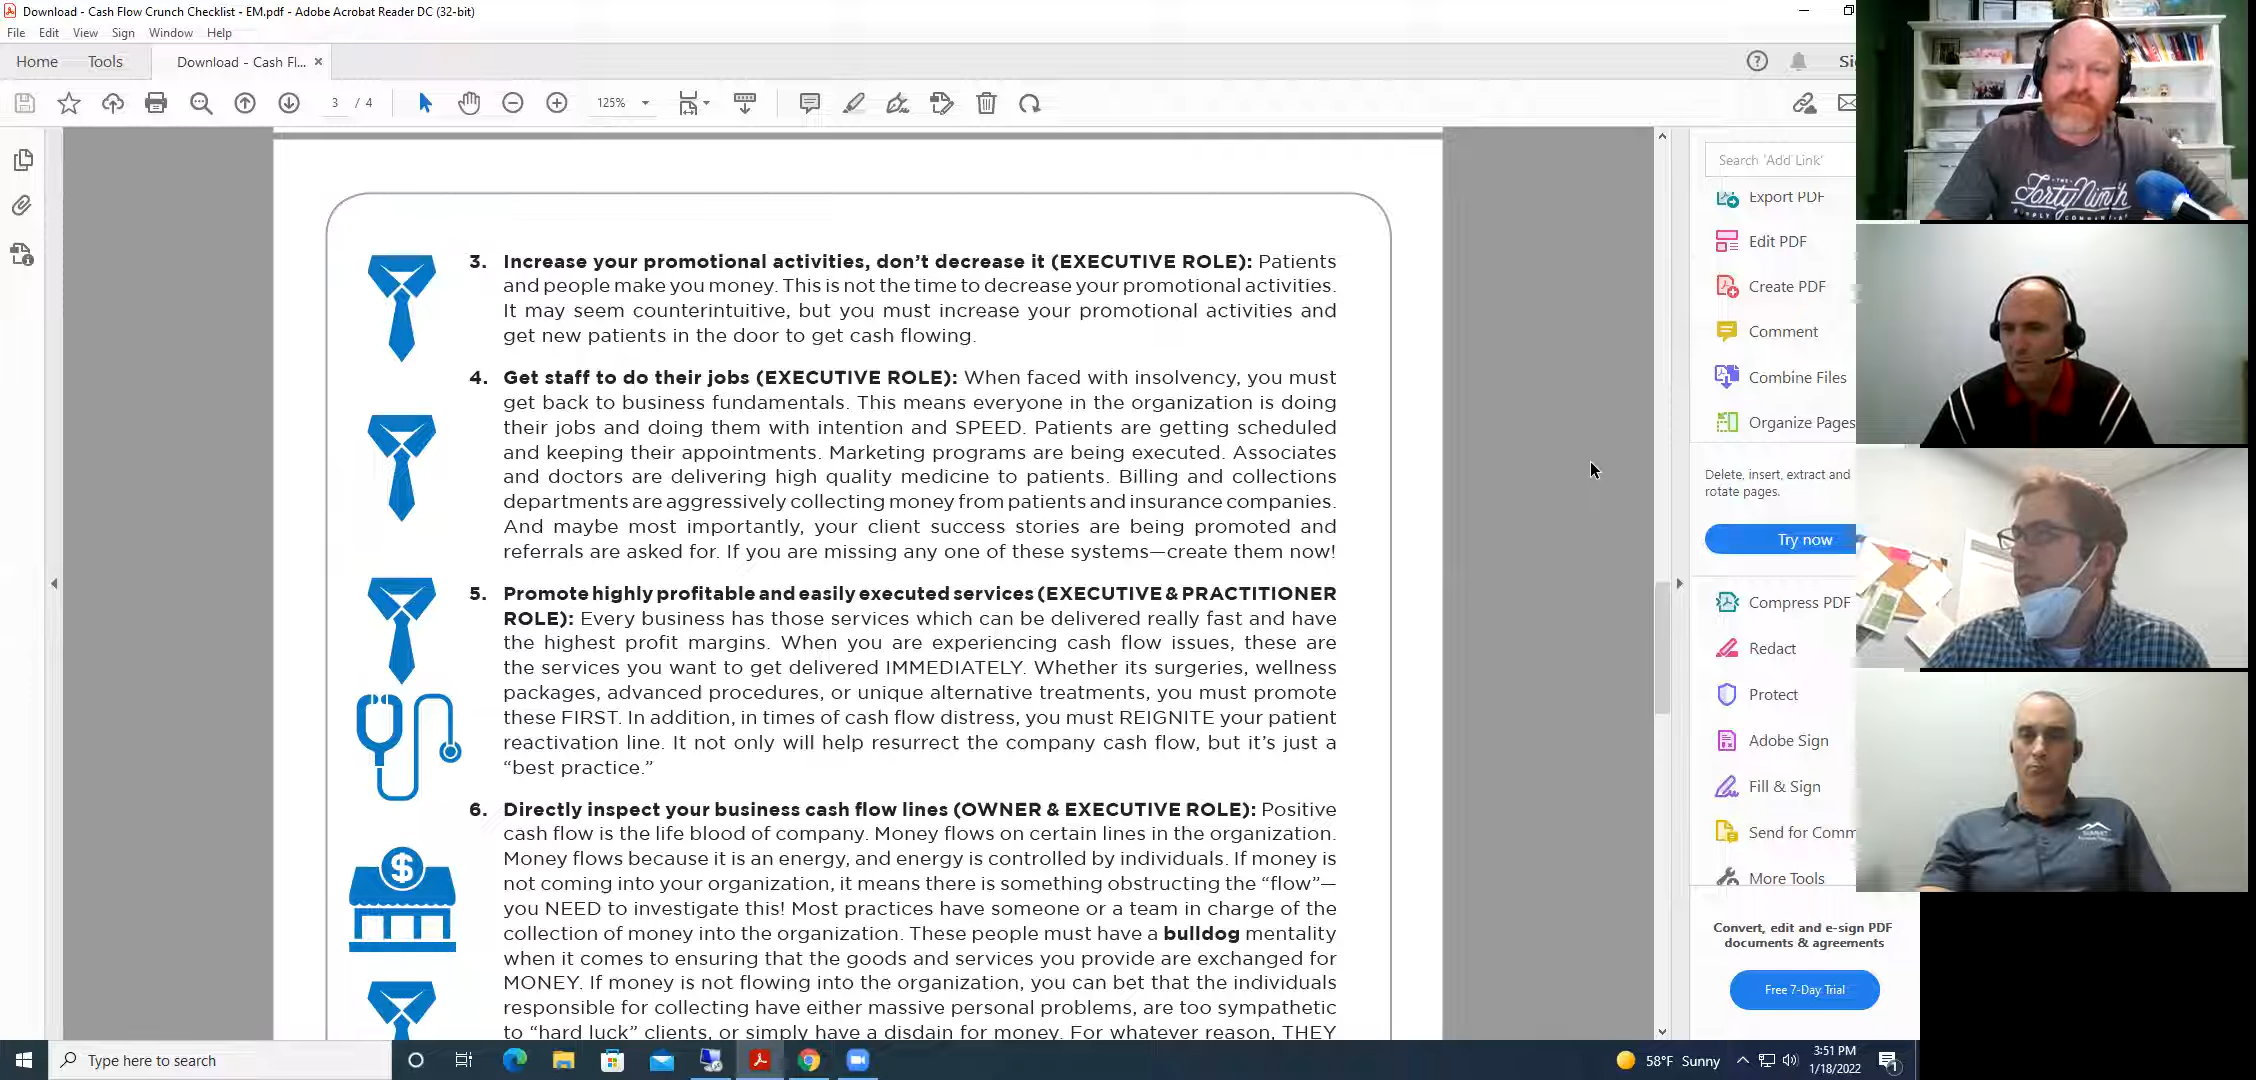 Download - Cash Flow Crunch Checklist - EM.pdf - Adobe Acrobat Reader DC (32-bit)
File Edit View Sign Window Help
Home Tools Download - Cash Fl... ×
3 / 4 125%
Search 'Add Link'
Export PDF
Edit PDF
Create PDF
Comment
Combine Files
Organize Pages
Delete, insert, extract and
rotate pages.
Try now
Compress PDF
Redact
Protect
Adobe Sign
Fill & Sign
Send for Comm
More Tools
Convert, edit and e-sign PDF
documents & agreements
Free 7-Day Trial
3. Increase your promotional activities, don't decrease it (EXECUTIVE ROLE): Patients
and people make you money. This is not the time to decrease your promotional activities.
It may seem counterintuitive, but you must increase your promotional activities and
get new patients in the door to get cash flowing.
4. Get staff to do their jobs (EXECUTIVE ROLE): When faced with insolvency, you must
get back to business fundamentals. This means everyone in the organization is doing
their jobs and doing them with intention and SPEED. Patients are getting scheduled
and keeping their appointments. Marketing programs are being executed. Associates
and doctors are delivering high quality medicine to patients. Billing and collections
departments are aggressively collecting money from patients and insurance companies.
And maybe most importantly, your client success stories are being promoted and
referrals are asked for. If you are missing any one of these systems—create them now!
5. Promote highly profitable and easily executed services (EXECUTIVE & PRACTITIONER
ROLE): Every business has those services which can be delivered really fast and have
the highest profit margins. When you are experiencing cash flow issues, these are
the services you want to get delivered IMMEDIATELY. Whether its surgeries, wellness
packages, advanced procedures, or unique alternative treatments, you must promote
these FIRST. In addition, in times of cash flow distress, you must REIGNITE your patient
reactivation line. It not only will help resurrect the company cash flow, but it's just a
“best practice.”
6. Directly inspect your business cash flow lines (OWNER & EXECUTIVE ROLE): Positive
cash flow is the life blood of company. Money flows on certain lines in the organization.
Money flows because it is an energy, and energy is controlled by individuals. If money is
not coming into your organization, it means there is something obstructing the “flow”—
you NEED to investigate this! Most practices have someone or a team in charge of the
collection of money into the organization. These people must have a bulldog mentality
when it comes to ensuring that the goods and services you provide are exchanged for
MONEY. If money is not flowing into the organization, you can bet that the individuals
responsible for collecting have either massive personal problems, are too sympathetic
to “hard luck” clients, or simply have a disdain for money. For whatever reason, THEY
$
THE
Forty Ninth
SUPPLY COMPANY
SUMMIT
Type here to search
58°F Sunny
3:51 PM
1/18/2022
1